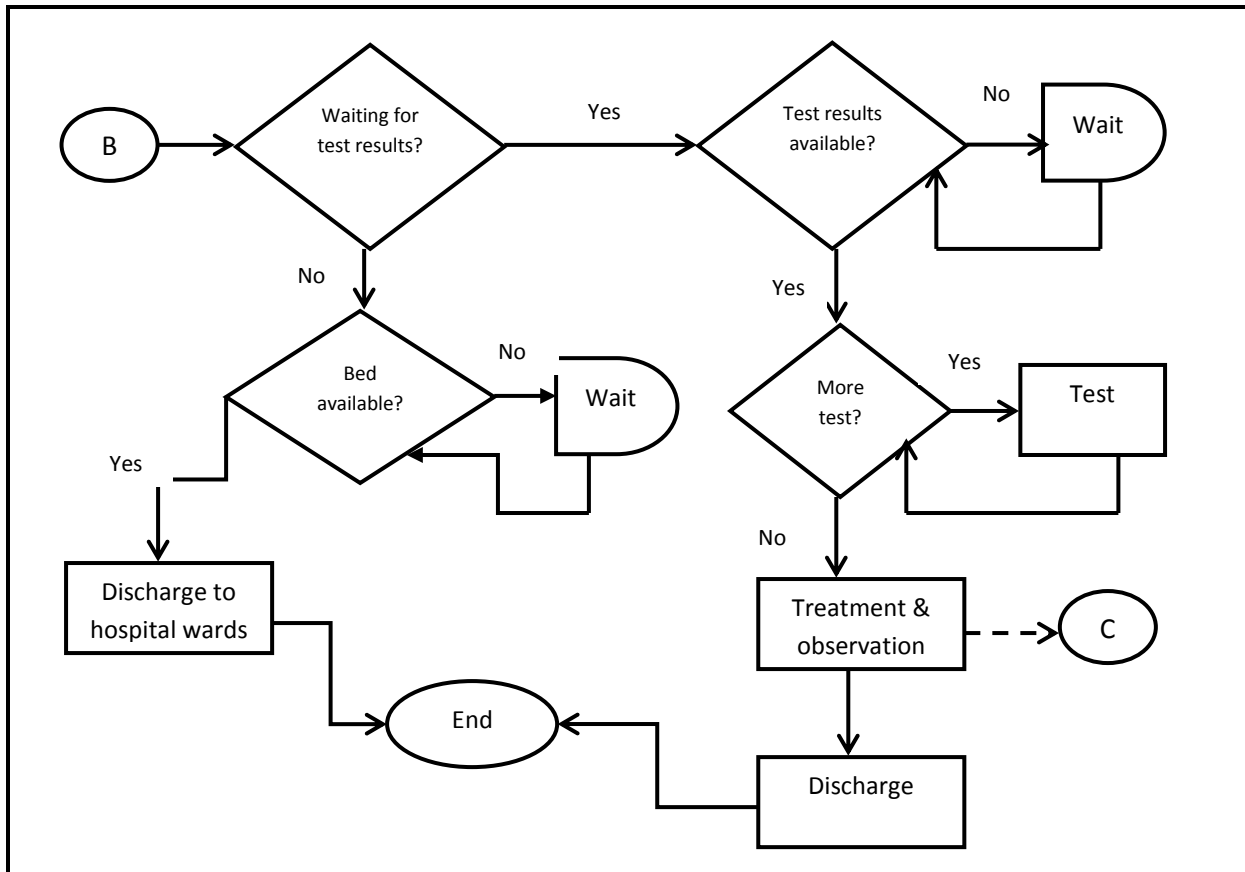 B
Waiting for
test results?
Yes
Test results
available?
No
Wait
No
Yes
Bed
available?
No
Wait
More
test?
Yes
Test
Yes
No
Discharge to
hospital wards
Treatment &
observation
C
End
Discharge